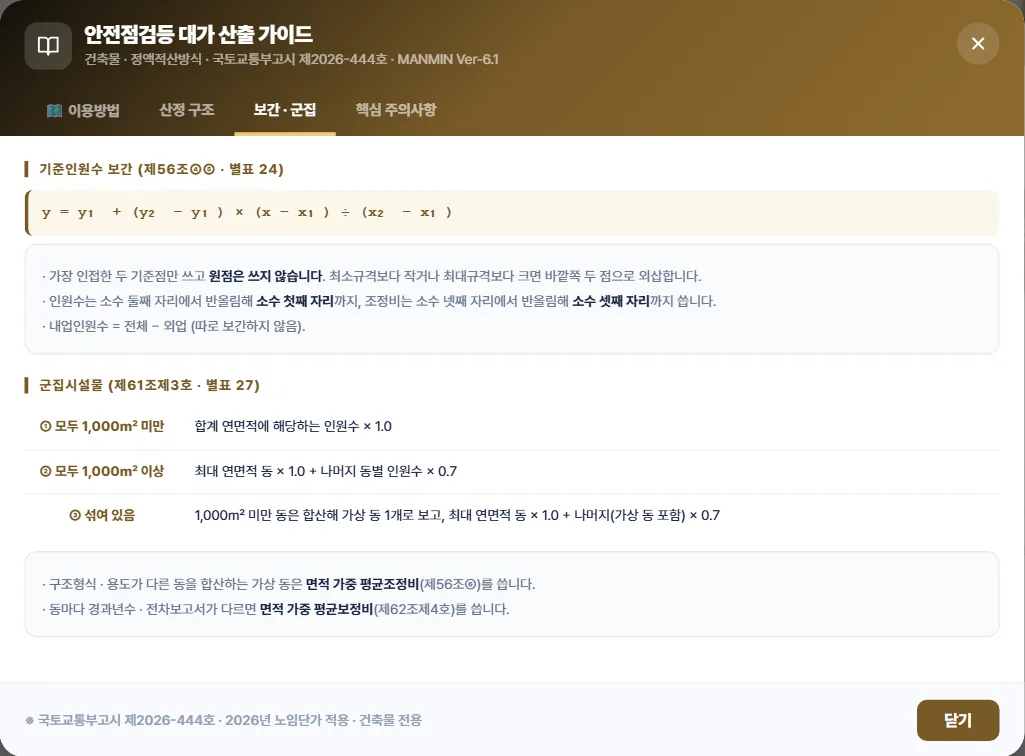 안전점검등 대가 산출 가이드
건축물 · 정액적산방식 · 국토교통부고시 제2026-444호 · MANMIN Ver-6.1
이용방법 산정 구조 보간 · 군집 핵심 주의사항
기준인원수 보간 (제56조④⑤ · 별표 24)
y = y₁ + (y₂ − y₁ ) × (x − x₁ ) ÷ (x₂ − x₁ )
· 가장 인접한 두 기준점만 쓰고 원점은 쓰지 않습니다. 최소규격보다 작거나 최대규격보다 크면 바깥쪽 두 점으로 외삽합니다.
· 인원수는 소수 둘째 자리에서 반올림해 소수 첫째 자리까지, 조정비는 소수 넷째 자리에서 반올림해 소수 셋째 자리까지 씁니다.
· 내업인원수 = 전체 − 외업 (따로 보간하지 않음).
군집시설물 (제61조제3호 · 별표 27)
① 모두 1,000m² 미만 합계 연면적에 해당하는 인원수 × 1.0
② 모두 1,000m² 이상 최대 연면적 동 × 1.0 + 나머지 동별 인원수 × 0.7
③ 섞여 있음 1,000m² 미만 동은 합산해 가상 동 1개로 보고, 최대 연면적 동 × 1.0 + 나머지(가상 동 포함) × 0.7
· 구조형식 · 용도가 다른 동을 합산하는 가상 동은 면적 가중 평균조정비(제56조⑥)를 씁니다.
· 동마다 경과년수 · 전차보고서가 다르면 면적 가중 평균보정비(제62조제4호)를 씁니다.
※ 국토교통부고시 제2026-444호 · 2026년 노임단가 적용 · 건축물 전용
닫기